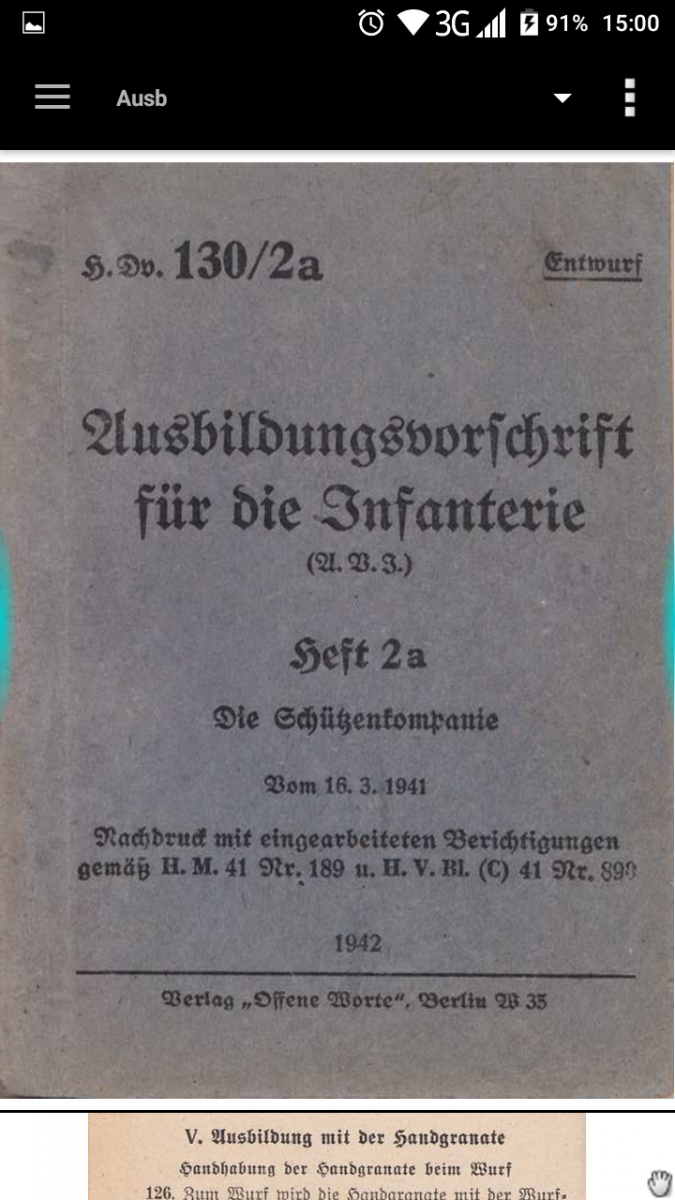 3G 91% 15:00
Ausb
H.Dv. 130/2a
Entwurf
Ausbildungsvorschrift
für die Infanterie
(A. V. I.)
Heft 2a
Die Schützenkompanie
Vom 16. 3. 1941
Nachdruck mit eingearbeiteten Berichtigungen
gemäß H. M. 41 Nr. 189 u. H. V. Bl. (C) 41 Nr.
1942
Verlag „Offene Worte“, Berlin W 35
V. Ausbildung mit der Handgranate
Handhabung der Handgranate beim Wurf
126. Zum Wurf wird die Handgranate mit der Wurf-